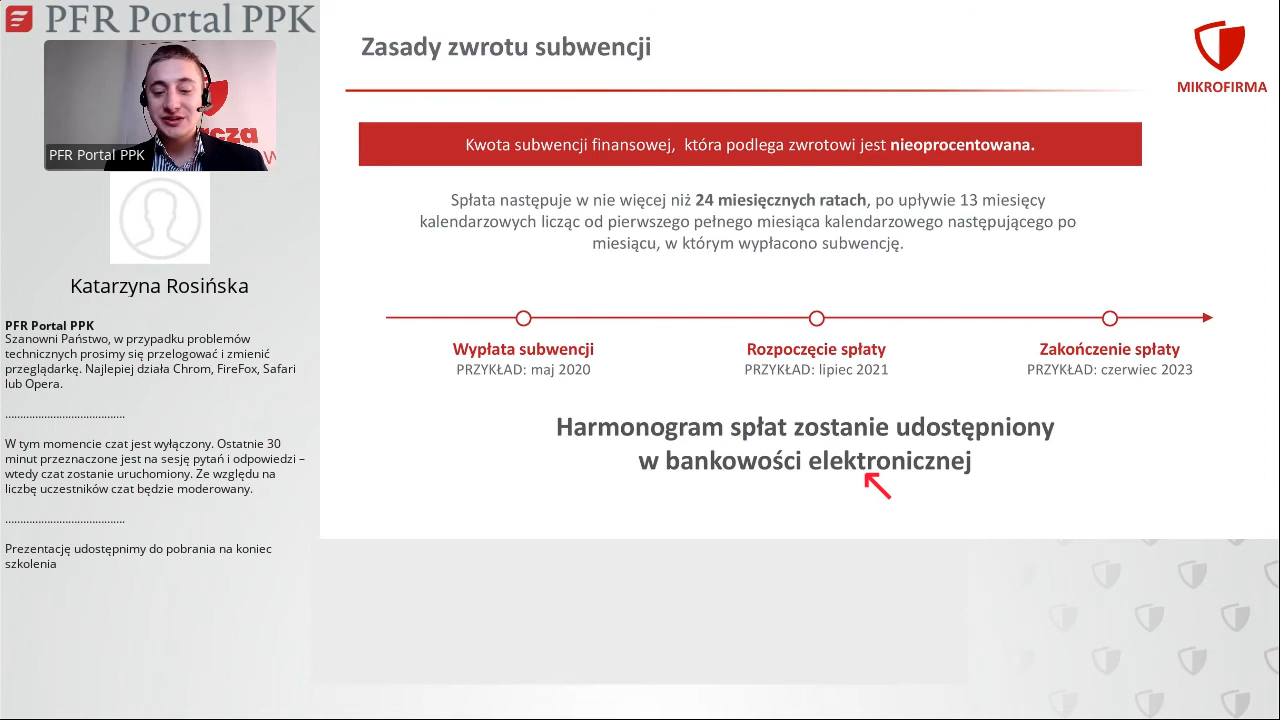 PFR Portal PPK
PFR Portal PPK
Katarzyna Rosińska
PFR Portal PPK
Szanowni Państwo, w przypadku problemów
technicznych prosimy się przelogować i zmienić
przeglądarkę. Najlepiej działa Chrom, FireFox, Safari
lub Opera.
........................................
W tym momencie czat jest wyłączony. Ostatnie 30
minut przeznaczone jest na sesję pytań i odpowiedzi –
wtedy czat zostanie uruchomiony. Ze względu na
liczbę uczestników czat będzie moderowany.
........................................
Prezentację udostępnimy do pobrania na koniec
szkolenia
Zasady zwrotu subwencji
MIKROFIRMA
Kwota subwencji finansowej, która podlega zwrotowi jest nieoprocentowana.
Spłata następuje w nie więcej niż 24 miesięcznych ratach, po upływie 13 miesięcy
kalendarzowych licząc od pierwszego pełnego miesiąca kalendarzowego następującego po
miesiącu, w którym wypłacono subwencję.
Wypłata subwencji
PRZYKŁAD: maj 2020
Rozpoczęcie spłaty
PRZYKŁAD: lipiec 2021
Zakończenie spłaty
PRZYKŁAD: czerwiec 2023
Harmonogram spłat zostanie udostępniony
w bankowości elektronicznej